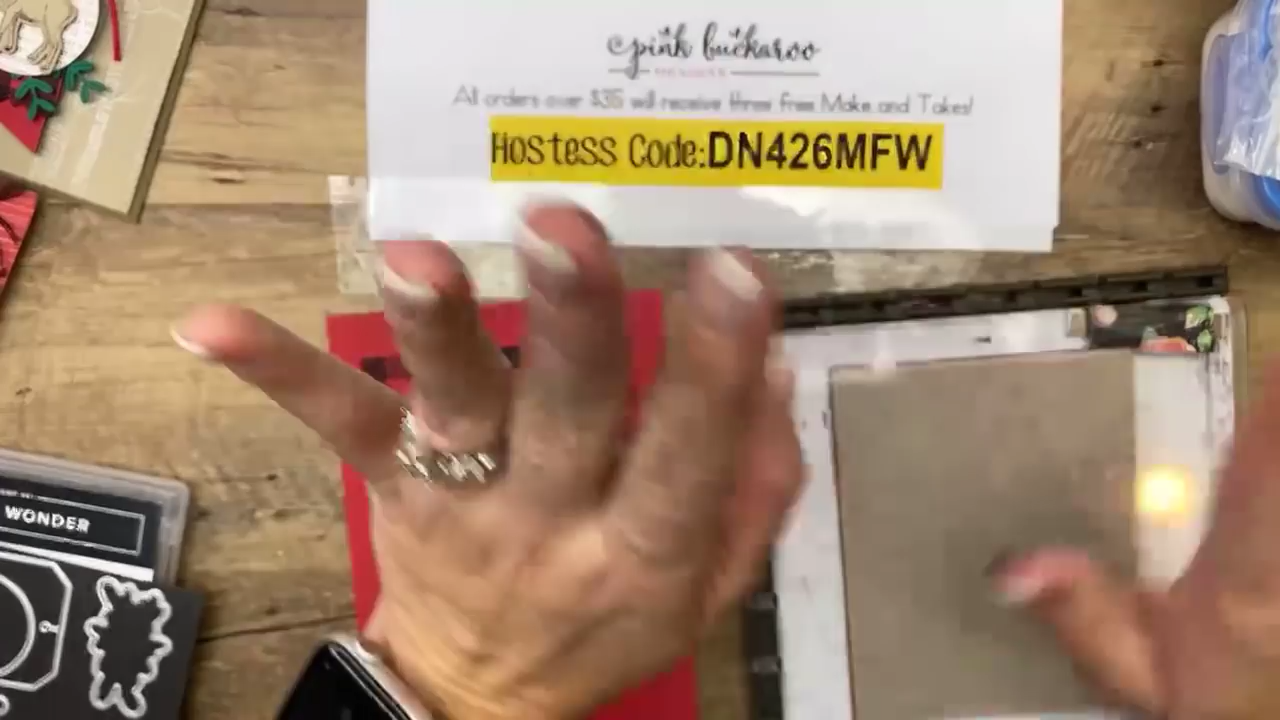 pink buckaroo
All orders over $35 will receive three free Make and Takes!
Hostess Code:DN426MFW
WONDER